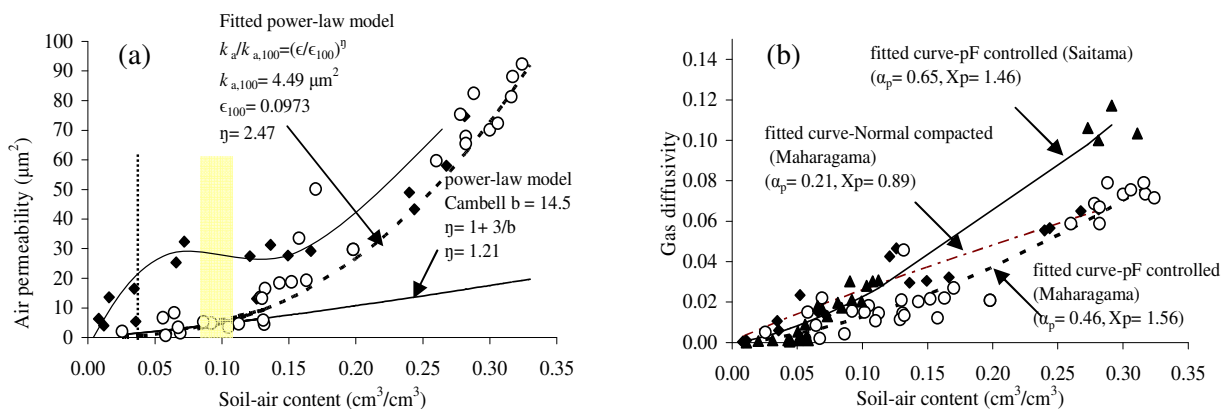 (a)
Fitted power-law model
kₐ/kₐ,₁₀₀=(ϵ/ϵ₁₀₀)ᶯ
kₐ,₁₀₀= 4.49 μm²
ϵ₁₀₀= 0.0973
ŋ= 2.47
power-law model
Cambell b = 14.5
ŋ= 1+ 3/b
ŋ= 1.21
Air permeability (μm²)
100
90
80
70
60
50
40
30
20
10
0
0.00 0.05 0.10 0.15 0.20 0.25 0.30 0.35
Soil-air content (cm³/cm³)
(b)
fitted curve-pF controlled (Saitama)
(αₚ= 0.65, Xp= 1.46)
fitted curve-Normal compacted
(Maharagama)
(αₚ= 0.21, Xp= 0.89)
fitted curve-pF controlled
(Maharagama)
(αₚ= 0.46, Xp= 1.56)
Gas diffusivity
0.14
0.12
0.10
0.08
0.06
0.04
0.02
0.00
0.00 0.05 0.10 0.15 0.20 0.25 0.30 0.35
Soil-air content (cm³/cm³)